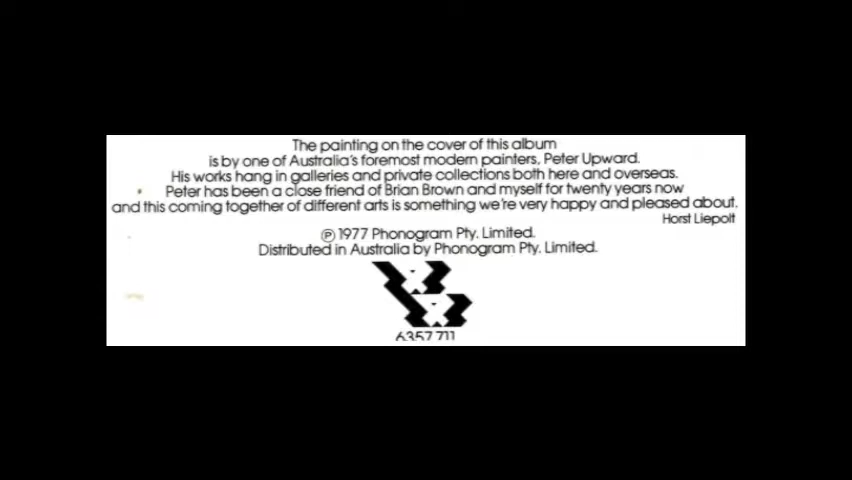 The painting on the cover of this album
is by one of Australia's foremost modern painters, Peter Upward.
His works hang in galleries and private collections both here and overseas.
Peter has been a close friend of Brian Brown and myself for twenty years now
and this coming together of different arts is something we're very happy and pleased about.
Horst Liepolt
Ⓟ 1977 Phonogram Pty. Limited.
Distributed in Australia by Phonogram Pty. Limited.
6357 711